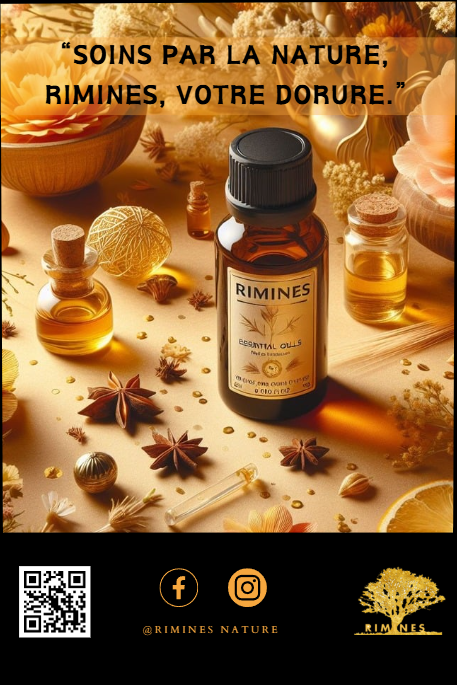 “SOINS PAR LA NATURE,
RIMINES, VOTRE DORURE.”
RIMINES
@RIMINES NATURE
RIMINES